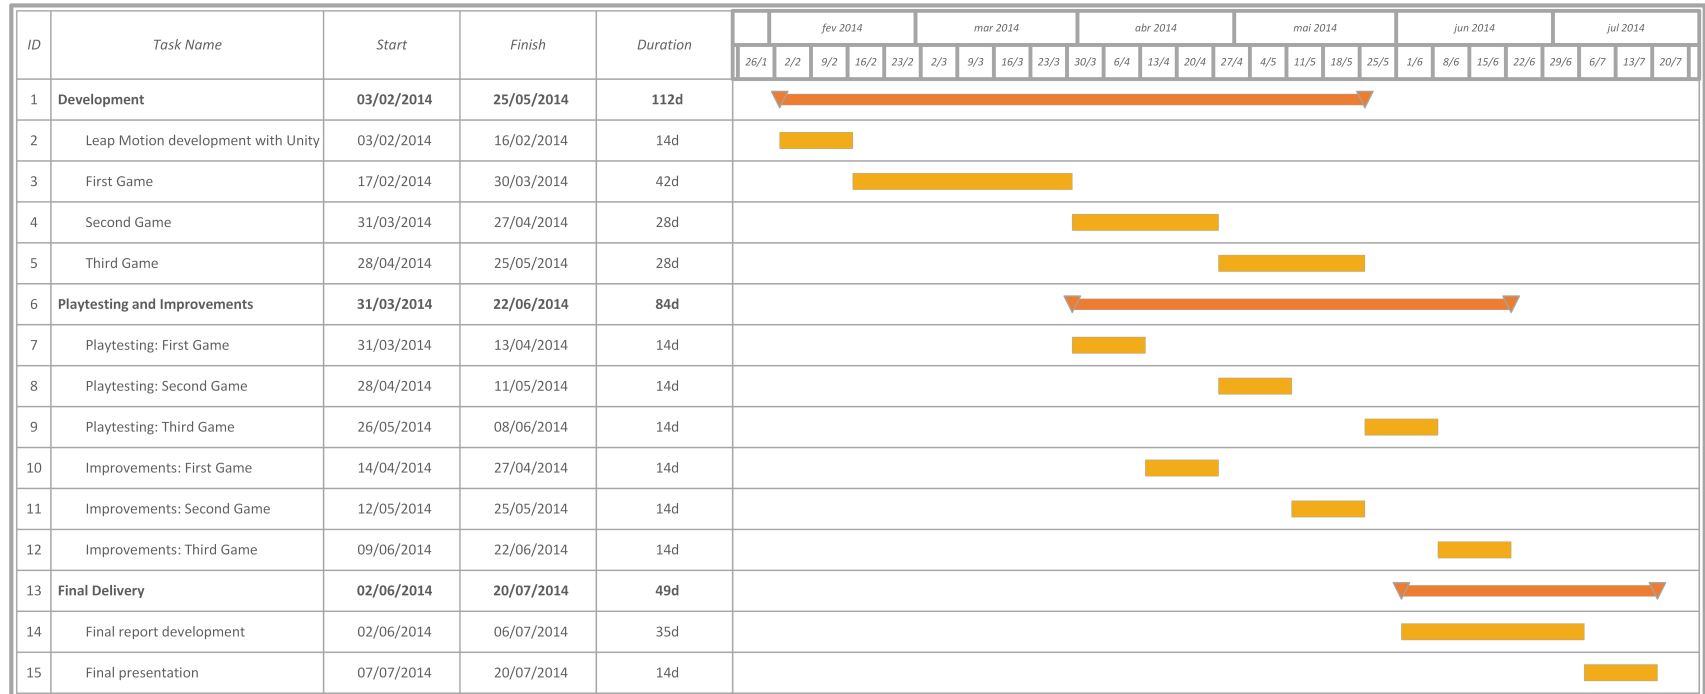 ID Task Name Start Finish Duration fev 2014 mar 2014 abr 2014 mai 2014 jun 2014 jul 2014
26/1 2/2 9/2 16/2 23/2 2/3 9/3 16/3 23/3 30/3 6/4 13/4 20/4 27/4 4/5 11/5 18/5 25/5 1/6 8/6 15/6 22/6 29/6 6/7 13/7 20/7
1 Development 03/02/2014 25/05/2014 112d
2 Leap Motion development with Unity 03/02/2014 16/02/2014 14d
3 First Game 17/02/2014 30/03/2014 42d
4 Second Game 31/03/2014 27/04/2014 28d
5 Third Game 28/04/2014 25/05/2014 28d
6 Playtesting and Improvements 31/03/2014 22/06/2014 84d
7 Playtesting: First Game 31/03/2014 13/04/2014 14d
8 Playtesting: Second Game 28/04/2014 11/05/2014 14d
9 Playtesting: Third Game 26/05/2014 08/06/2014 14d
10 Improvements: First Game 14/04/2014 27/04/2014 14d
11 Improvements: Second Game 12/05/2014 25/05/2014 14d
12 Improvements: Third Game 09/06/2014 22/06/2014 14d
13 Final Delivery 02/06/2014 20/07/2014 49d
14 Final report development 02/06/2014 06/07/2014 35d
15 Final presentation 07/07/2014 20/07/2014 14d